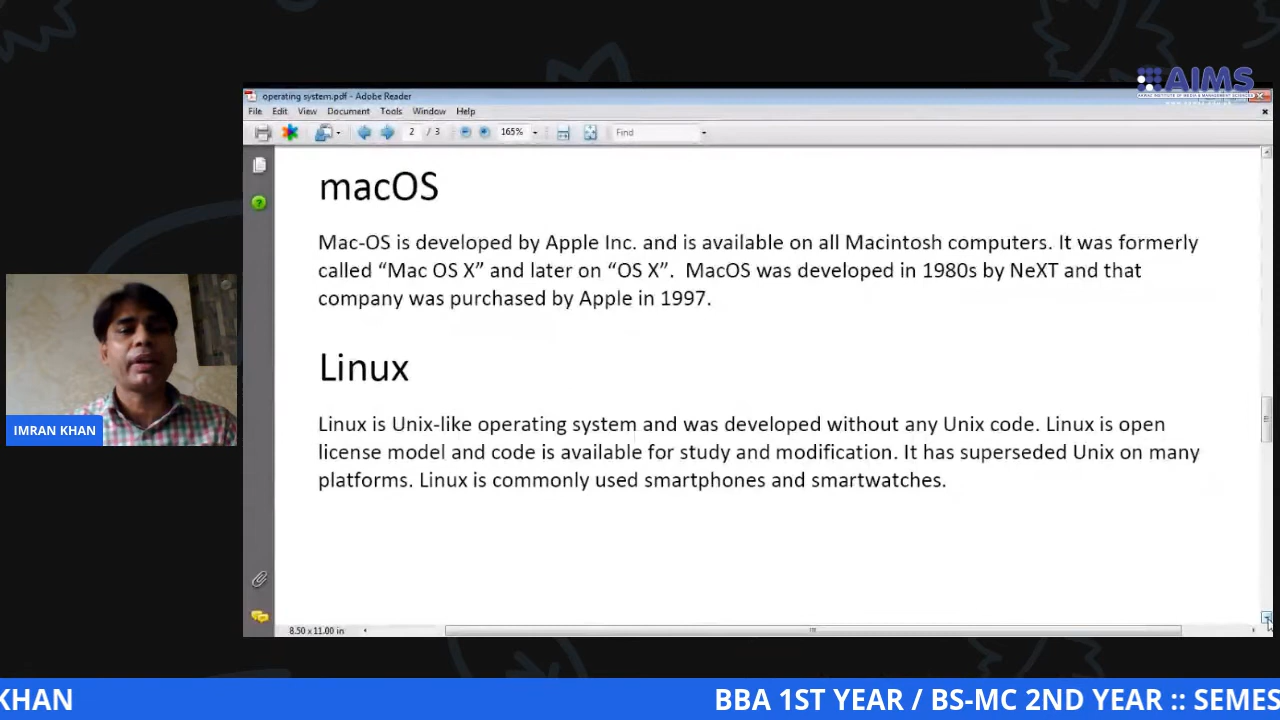 AIMS
operating system.pdf - Adobe Reader
File Edit View Document Tools Window Help
2 / 3 165% Find
macOS
Mac-OS is developed by Apple Inc. and is available on all Macintosh computers. It was formerly
called “Mac OS X” and later on “OS X”. MacOS was developed in 1980s by NeXT and that
company was purchased by Apple in 1997.
Linux
Linux is Unix-like operating system and was developed without any Unix code. Linux is open
license model and code is available for study and modification. It has superseded Unix on many
platforms. Linux is commonly used smartphones and smartwatches.
IMRAN KHAN
8.50 x 11.00 in
KHAN BBA 1ST YEAR / BS-MC 2ND YEAR :: SEMES